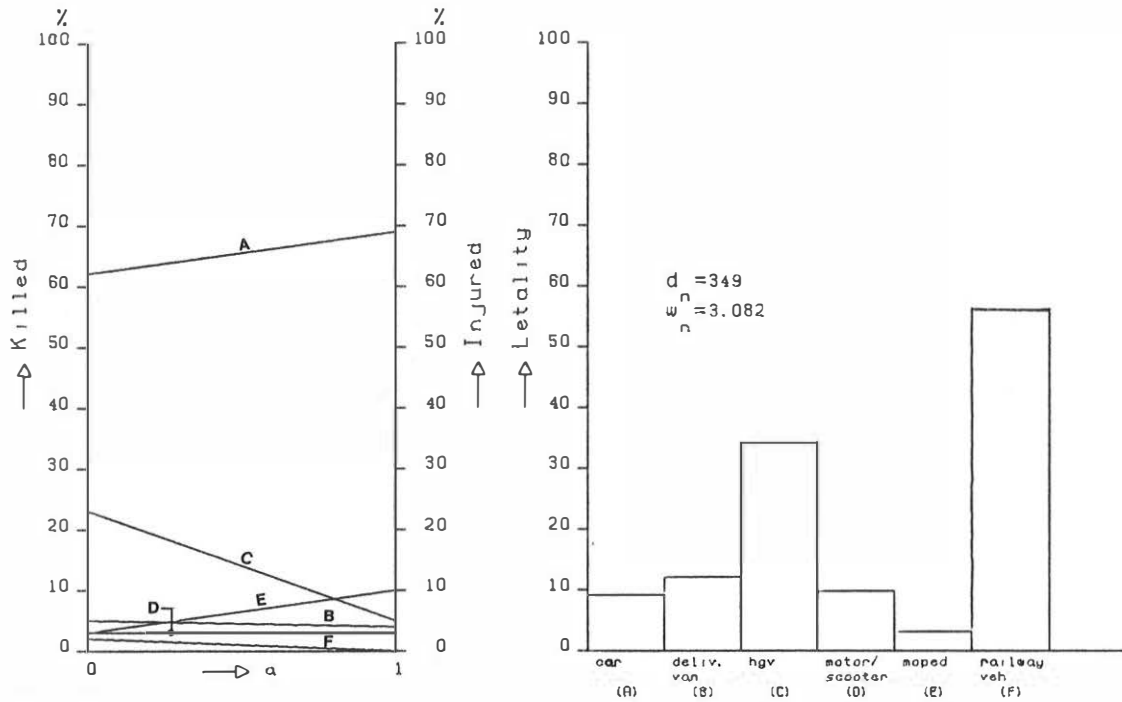 %
100
90
80
70
60
50
40
30
20
10
0
Killed
A
C
E
D
B
F
0
a
1
%
100
90
80
70
60
50
40
30
20
10
0
Injured
Letality
100
90
80
70
60
50
40
30
20
10
0
d
n
=349
w
n
=3.082
car
(A)
deliv.
van
(B)
hgv
(C)
motor/
scooter
(D)
moped
(E)
railway
veh
(F)